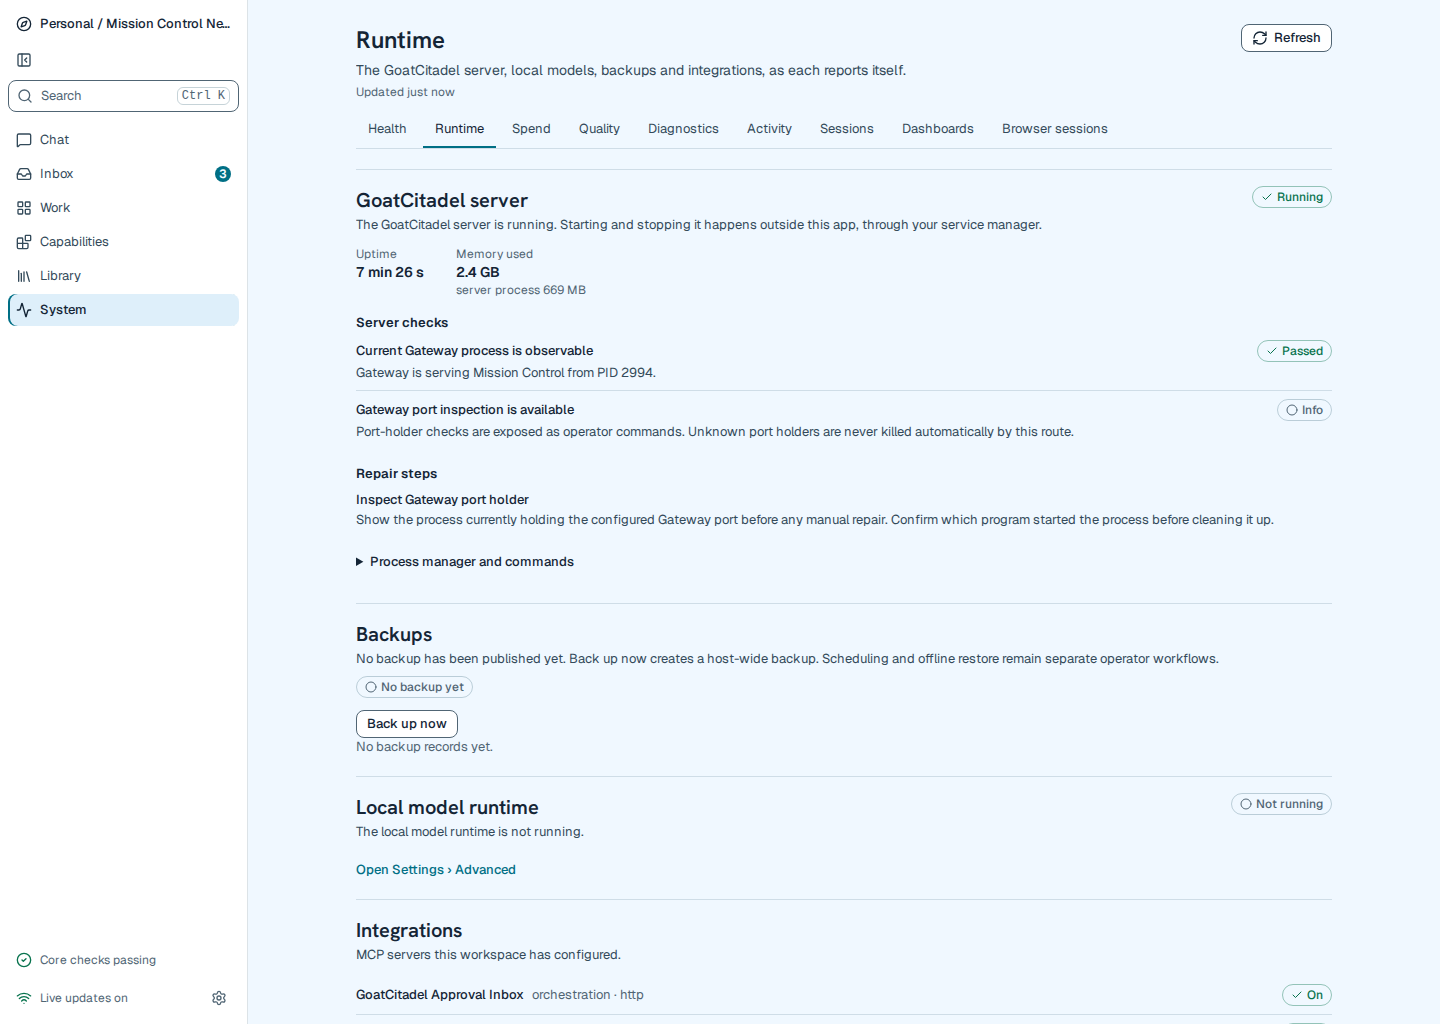 Personal / Mission Control Ne...
Search
Ctrl K
Chat
Inbox
3
Work
Capabilities
Library
System
Core checks passing
Live updates on
Runtime
Refresh
The GoatCitadel server, local models, backups and integrations, as each reports itself.
Updated just now
Health
Runtime
Spend
Quality
Diagnostics
Activity
Sessions
Dashboards
Browser sessions
GoatCitadel server
Running
The GoatCitadel server is running. Starting and stopping it happens outside this app, through your service manager.
Uptime
7 min 26 s
Memory used
2.4 GB
server process 669 MB
Server checks
Current Gateway process is observable
Passed
Gateway is serving Mission Control from PID 2994.
Gateway port inspection is available
Info
Port-holder checks are exposed as operator commands. Unknown port holders are never killed automatically by this route.
Repair steps
Inspect Gateway port holder
Show the process currently holding the configured Gateway port before any manual repair. Confirm which program started the process before cleaning it up.
Process manager and commands
Backups
No backup has been published yet. Back up now creates a host-wide backup. Scheduling and offline restore remain separate operator workflows.
No backup yet
Back up now
No backup records yet.
Local model runtime
Not running
The local model runtime is not running.
Open Settings › Advanced
Integrations
MCP servers this workspace has configured.
GoatCitadel Approval Inbox orchestration · http
On